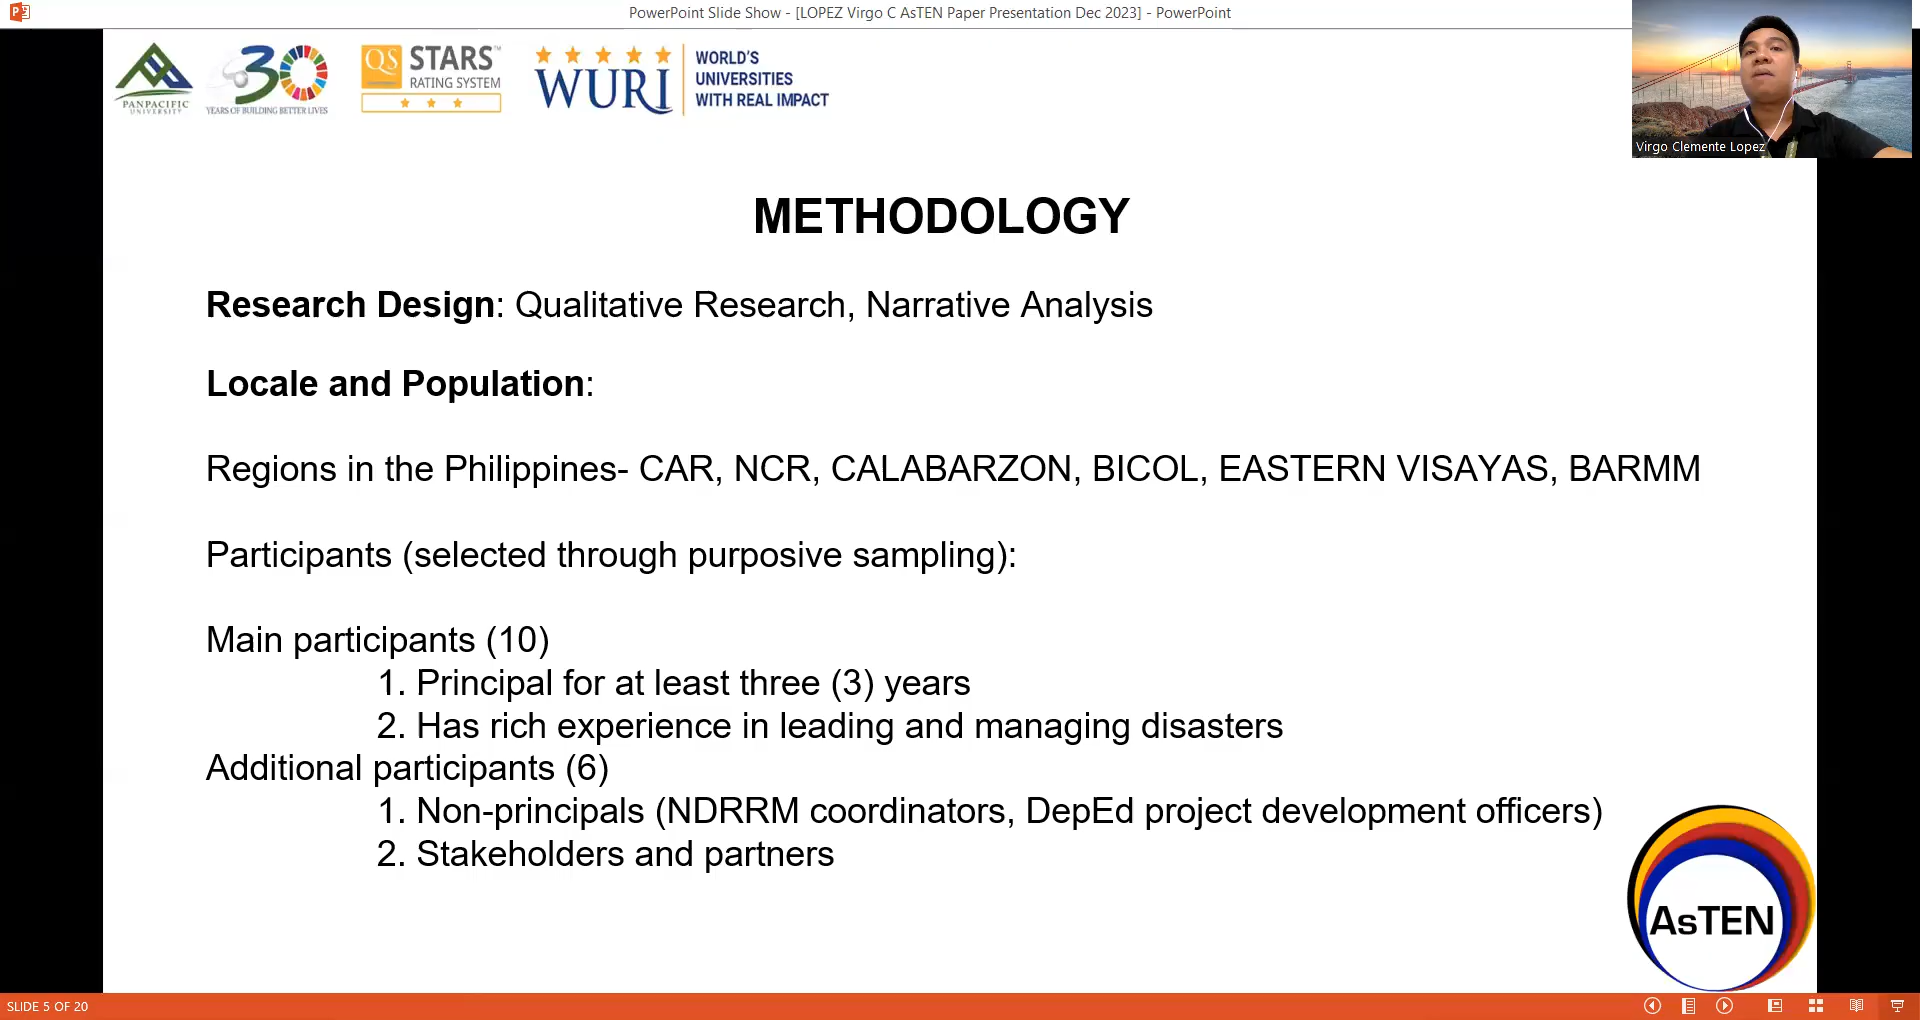 PowerPoint Slide Show - [LOPEZ Virgo C AsTEN Paper Presentation Dec 2023] - PowerPoint
PANPACIFIC
UNIVERSITY
30
YEARS OF BUILDING BETTER LIVES
QS STARS™
RATING SYSTEM
WURI
WORLD'S
UNIVERSITIES
WITH REAL IMPACT
Virgo Clemente Lopez
METHODOLOGY
Research Design: Qualitative Research, Narrative Analysis
Locale and Population:
Regions in the Philippines- CAR, NCR, CALABARZON, BICOL, EASTERN VISAYAS, BARMM
Participants (selected through purposive sampling):
Main participants (10)
1. Principal for at least three (3) years
2. Has rich experience in leading and managing disasters
Additional participants (6)
1. Non-principals (NDRRM coordinators, DepEd project development officers)
2. Stakeholders and partners
AsTEN
SLIDE 5 OF 20